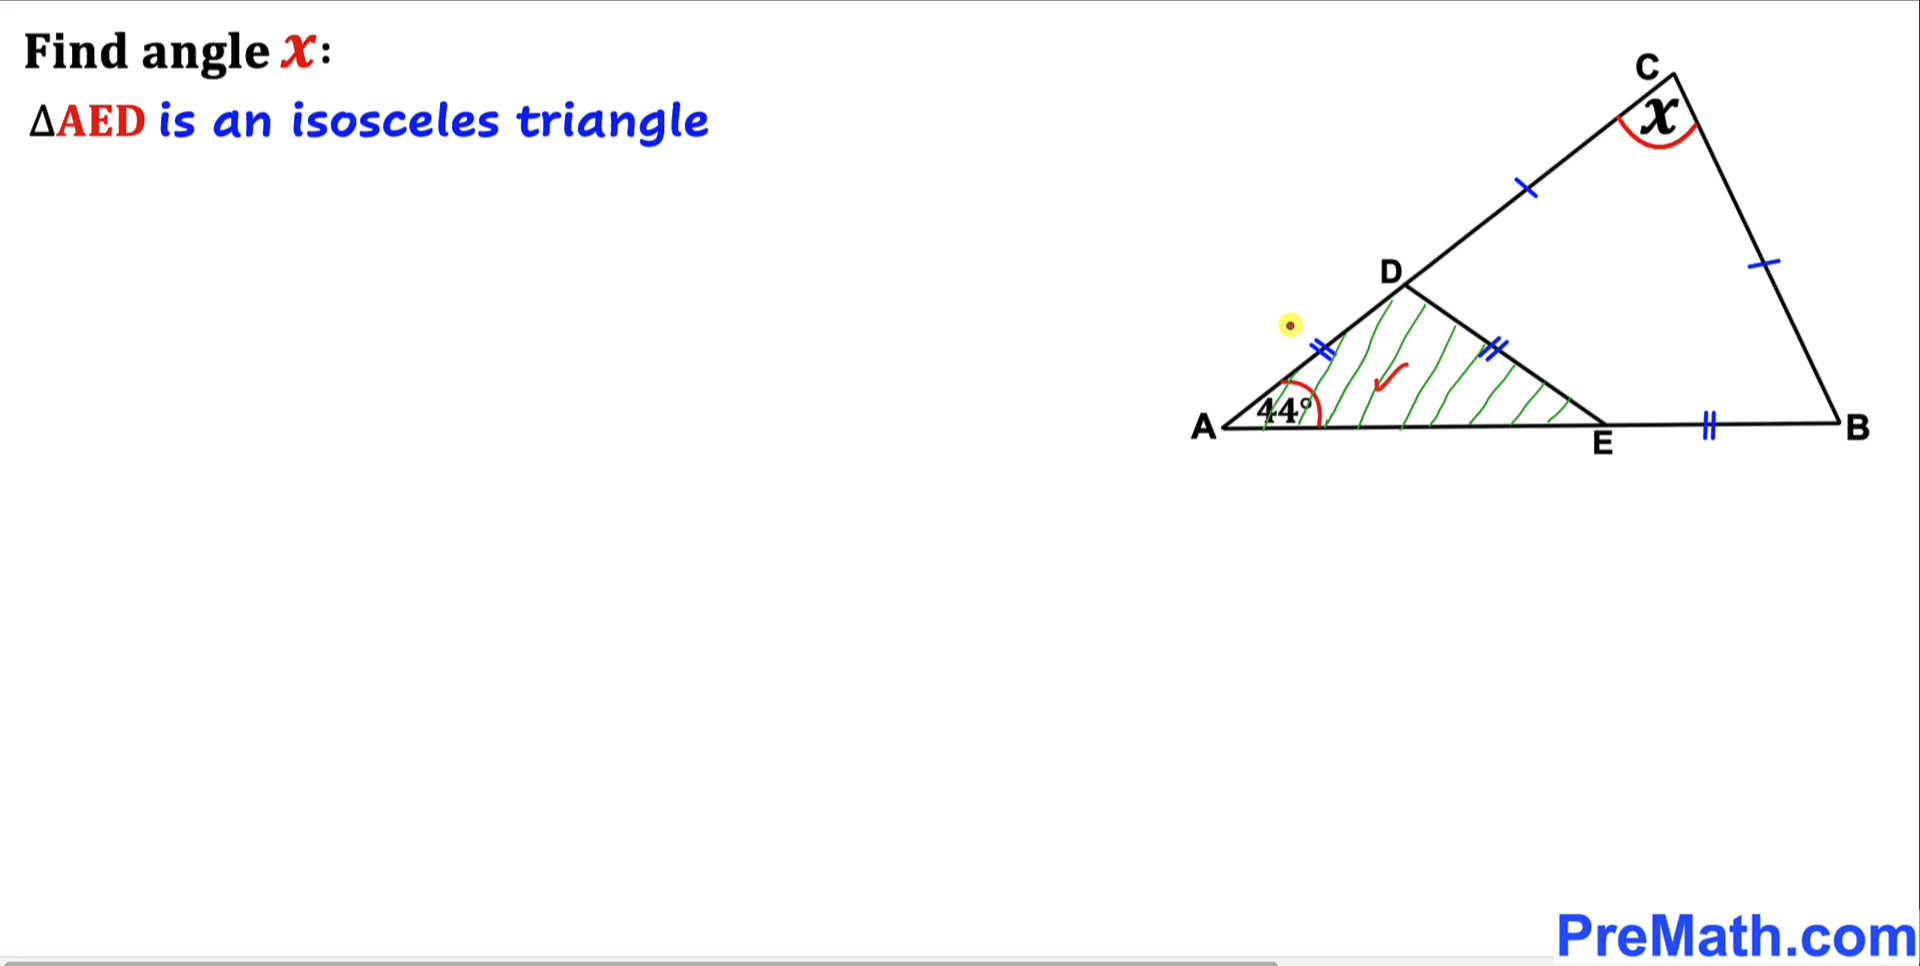 Find angle x:
ΔAED is an isosceles triangle
C
x
D
44°
A
E
B
PreMath.com